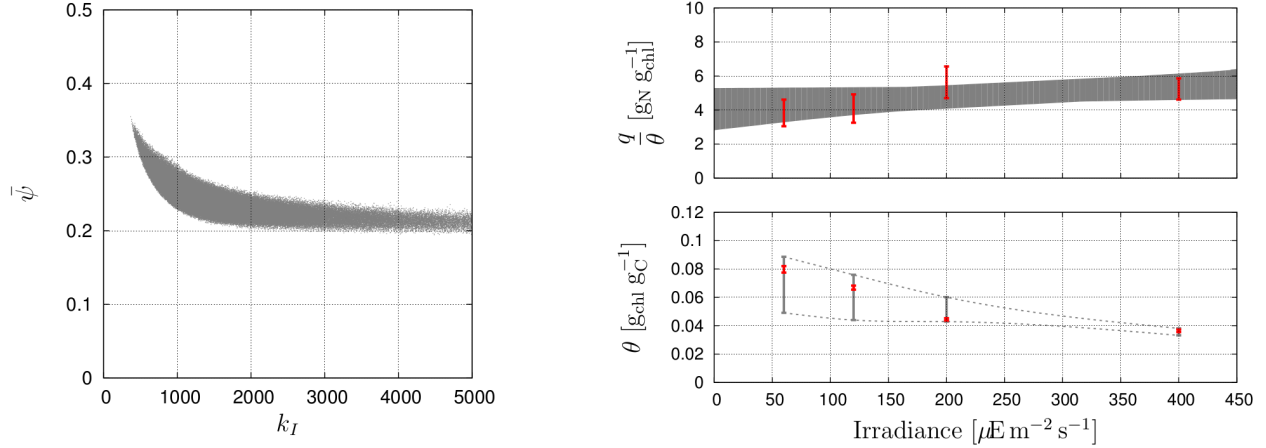 0.5
0.4
0.3
0.2
0.1
0
ψ̄
0 1000 2000 3000 4000 5000
k_I
10
8
6
4
2
0
q/θ [g_N g_chl^−1]
0.12
0.1
0.08
0.06
0.04
0.02
0
θ [g_chl g_C^−1]
0 50 100 150 200 250 300 350 400 450
Irradiance [μE m^−2 s^−1]